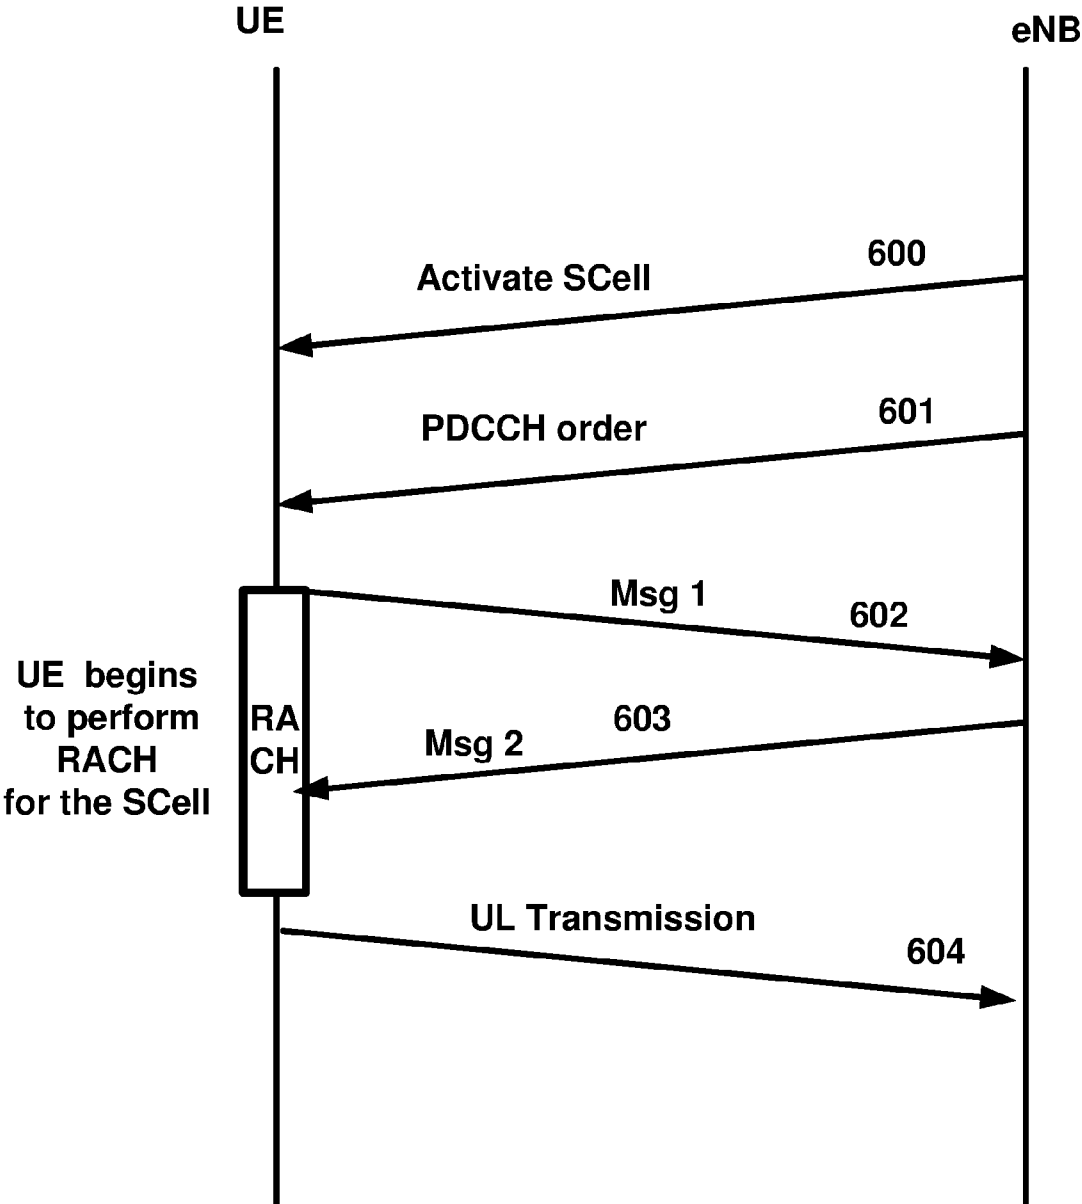 UE
eNB
600
Activate SCell
601
PDCCH order
Msg 1
602
UE begins
to perform
RACH
for the SCell
RA
CH
603
Msg 2
UL Transmission
604